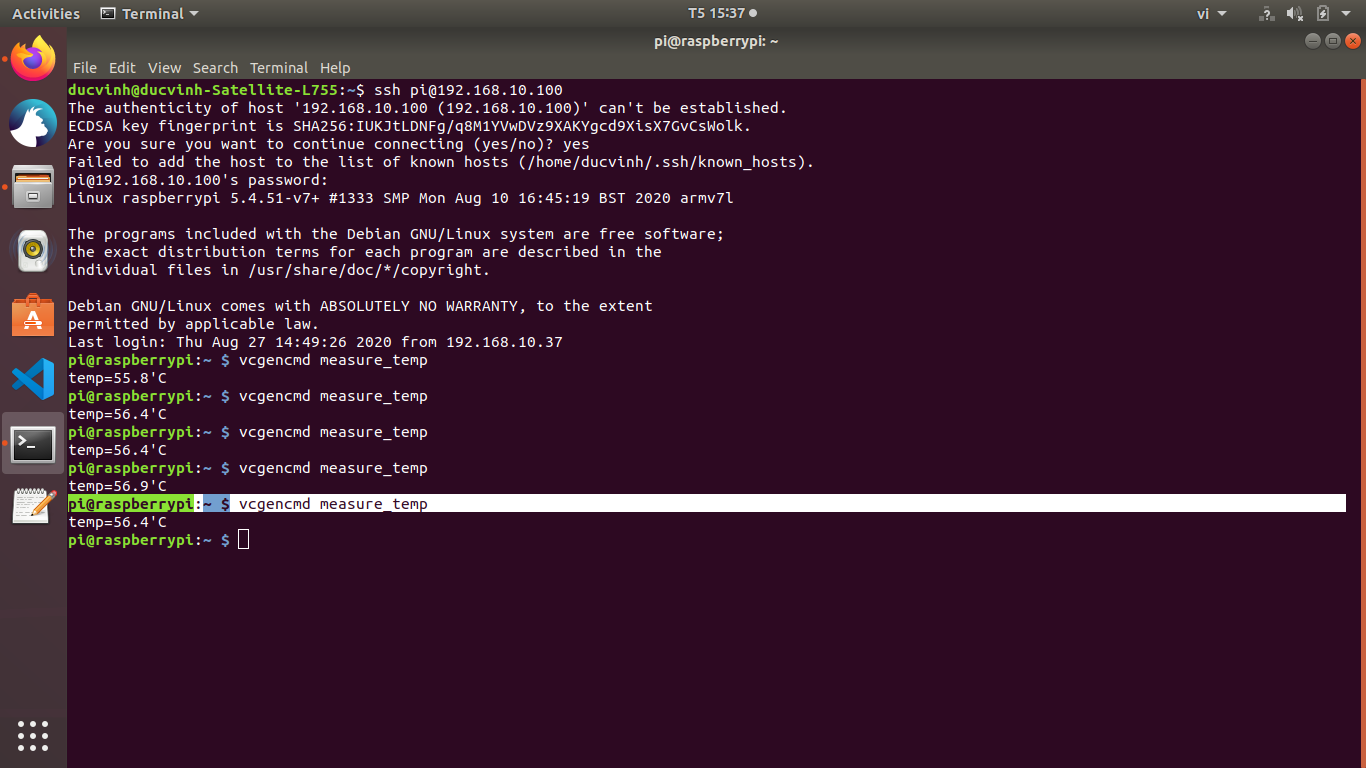 Activities Terminal T5 15:37 vi
pi@raspberrypi: ~
File Edit View Search Terminal Help
ducvinh@ducvinh-Satellite-L755:~$ ssh pi@192.168.10.100
The authenticity of host '192.168.10.100 (192.168.10.100)' can't be established.
ECDSA key fingerprint is SHA256:IUKJtLDNFg/q8M1YVwDVz9XAKYgcd9XisX7GvCsWolk.
Are you sure you want to continue connecting (yes/no)? yes
Failed to add the host to the list of known hosts (/home/ducvinh/.ssh/known_hosts).
pi@192.168.10.100's password:
Linux raspberrypi 5.4.51-v7+ #1333 SMP Mon Aug 10 16:45:19 BST 2020 armv7l
The programs included with the Debian GNU/Linux system are free software;
the exact distribution terms for each program are described in the
individual files in /usr/share/doc/*/copyright.
Debian GNU/Linux comes with ABSOLUTELY NO WARRANTY, to the extent
permitted by applicable law.
Last login: Thu Aug 27 14:49:26 2020 from 192.168.10.37
pi@raspberrypi:~ $ vcgencmd measure_temp
temp=55.8'C
pi@raspberrypi:~ $ vcgencmd measure_temp
temp=56.4'C
pi@raspberrypi:~ $ vcgencmd measure_temp
temp=56.4'C
pi@raspberrypi:~ $ vcgencmd measure_temp
temp=56.9'C
pi@raspberrypi:~ $ vcgencmd measure_temp
temp=56.4'C
pi@raspberrypi:~ $